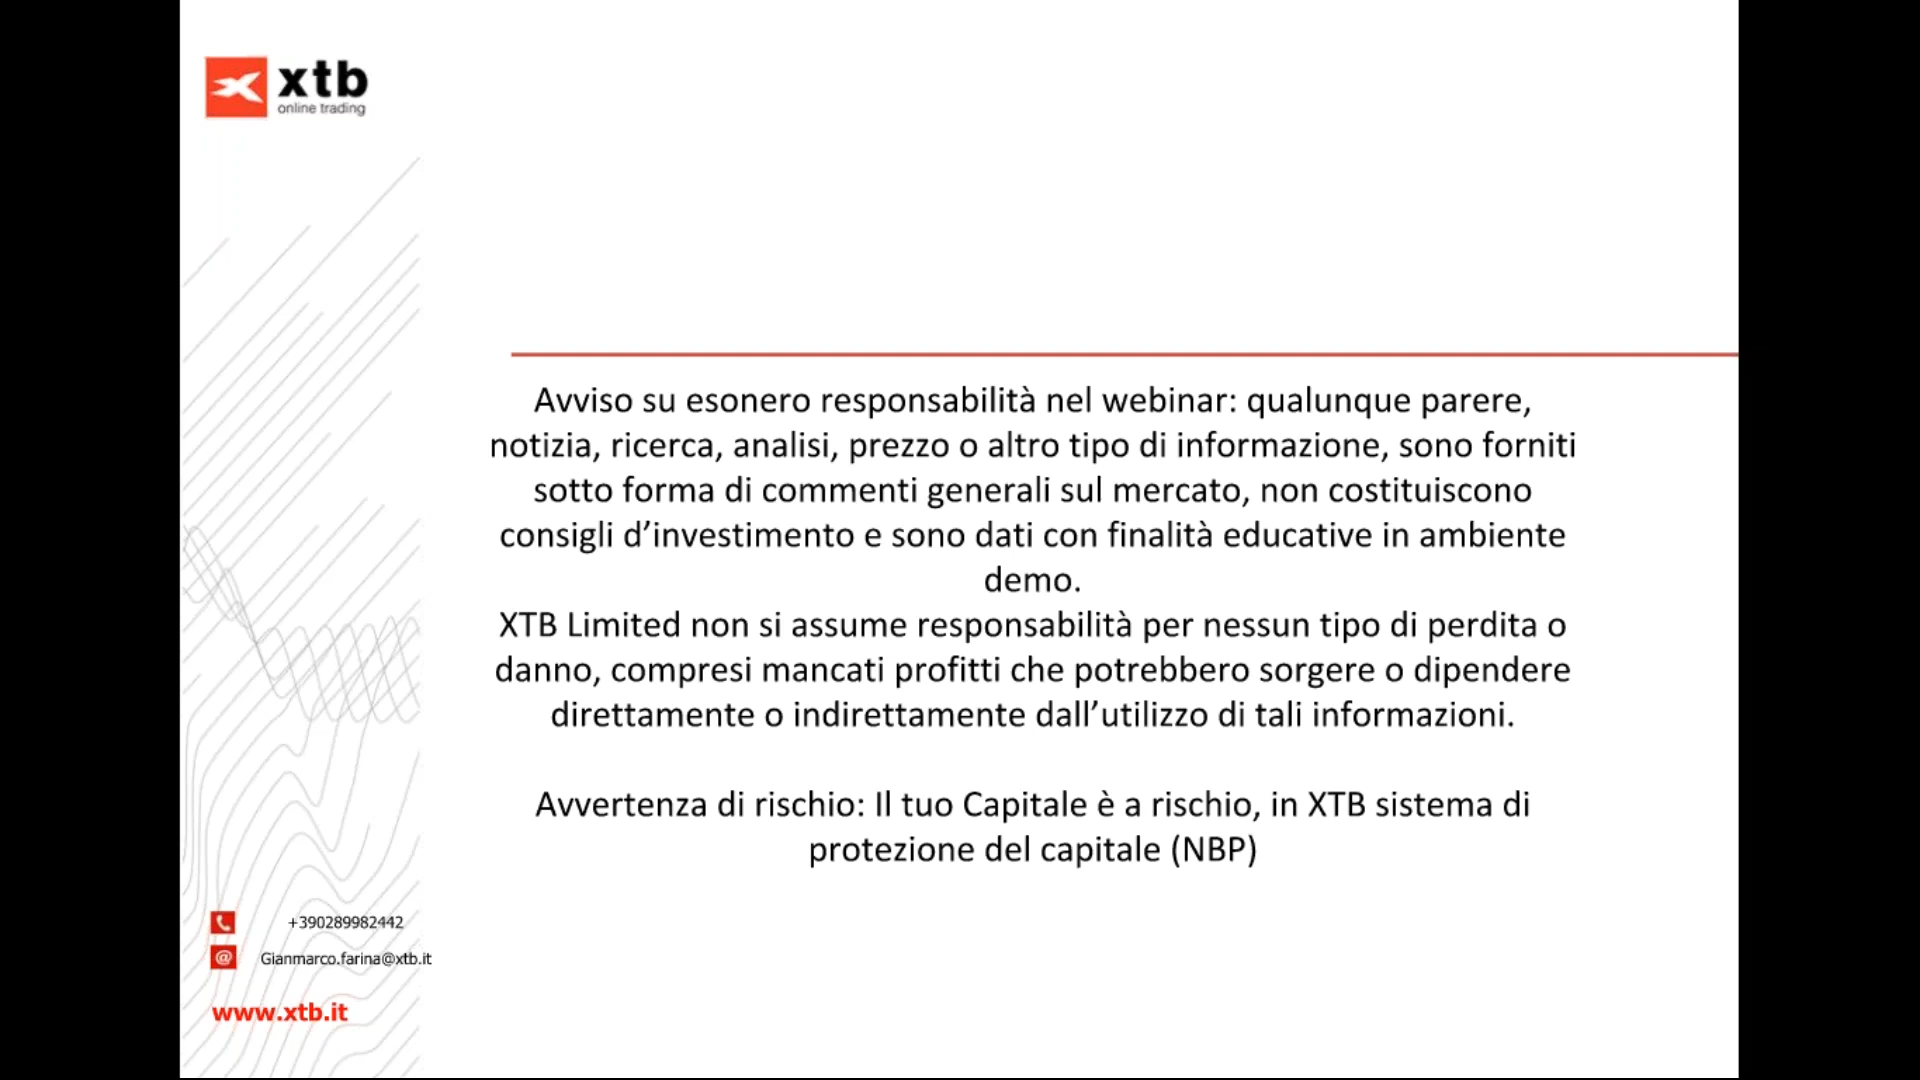 xtb
online trading
Avviso su esonero responsabilità nel webinar: qualunque parere,
notizia, ricerca, analisi, prezzo o altro tipo di informazione, sono forniti
sotto forma di commenti generali sul mercato, non costituiscono
consigli d’investimento e sono dati con finalità educative in ambiente
demo.
XTB Limited non si assume responsabilità per nessun tipo di perdita o
danno, compresi mancati profitti che potrebbero sorgere o dipendere
direttamente o indirettamente dall’utilizzo di tali informazioni.
Avvertenza di rischio: Il tuo Capitale è a rischio, in XTB sistema di
protezione del capitale (NBP)
+390289982442
@ Gianmarco.farina@xtb.it
www.xtb.it